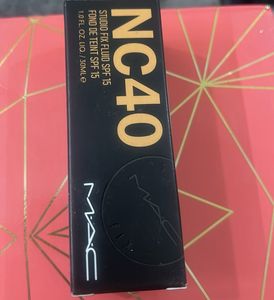 NC40
STUDIO FIX FLUID SPF 15
FOND DE TEINT SPF 15
1.0 FL.OZ.LIQ. / 30ML℮
MAC